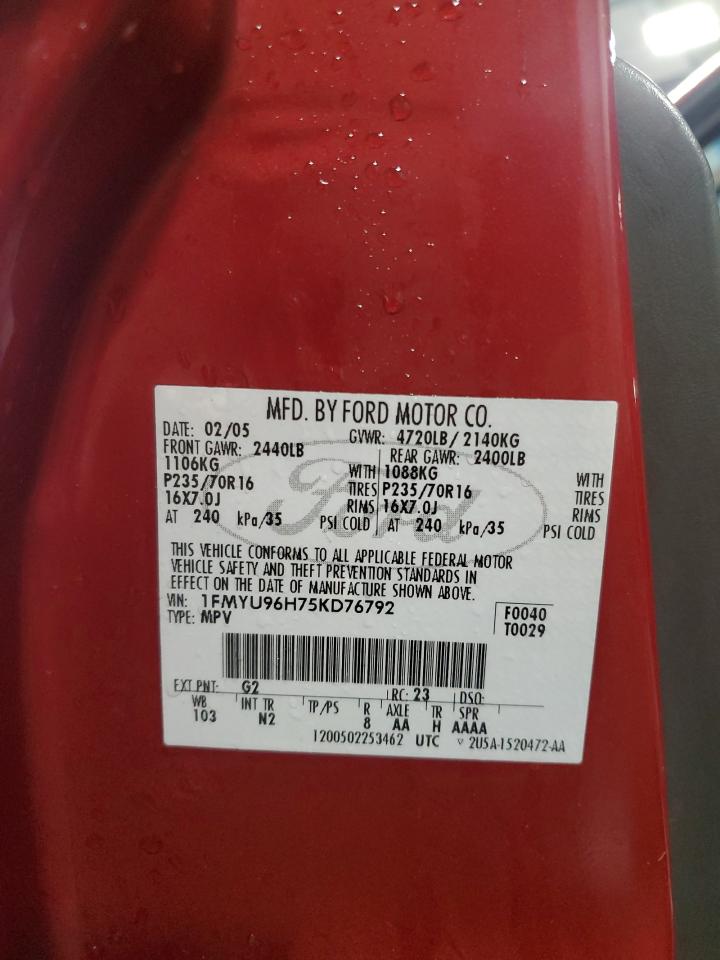 MFD. BY FORD MOTOR CO.
DATE: 02/05 GVWR: 4720LB/ 2140KG
FRONT GAWR: 2440LB REAR GAWR: 2400LB
1106KG WITH 1088KG WITH
P235/70R16 TIRES P235/70R16 TIRES
16X7.0J RIMS 16X7.0J RIMS
AT 240 kPa/35 PSI COLD AT 240 kPa/35 PSI COLD
Ford
THIS VEHICLE CONFORMS TO ALL APPLICABLE FEDERAL MOTOR
VEHICLE SAFETY AND THEFT PREVENTION STANDARDS IN
EFFECT ON THE DATE OF MANUFACTURE SHOWN ABOVE.
VIN: 1FMYU96H75KD76792 F0040
TYPE: MPV T0029
EXT PNT: G2 RC: 23 DSO:
WB INT TR TP/PS R AXLE TR SPR
103 N2 8 AA H AAAA
1200502253462 UTC ▽ 2U5A-1520472-AA